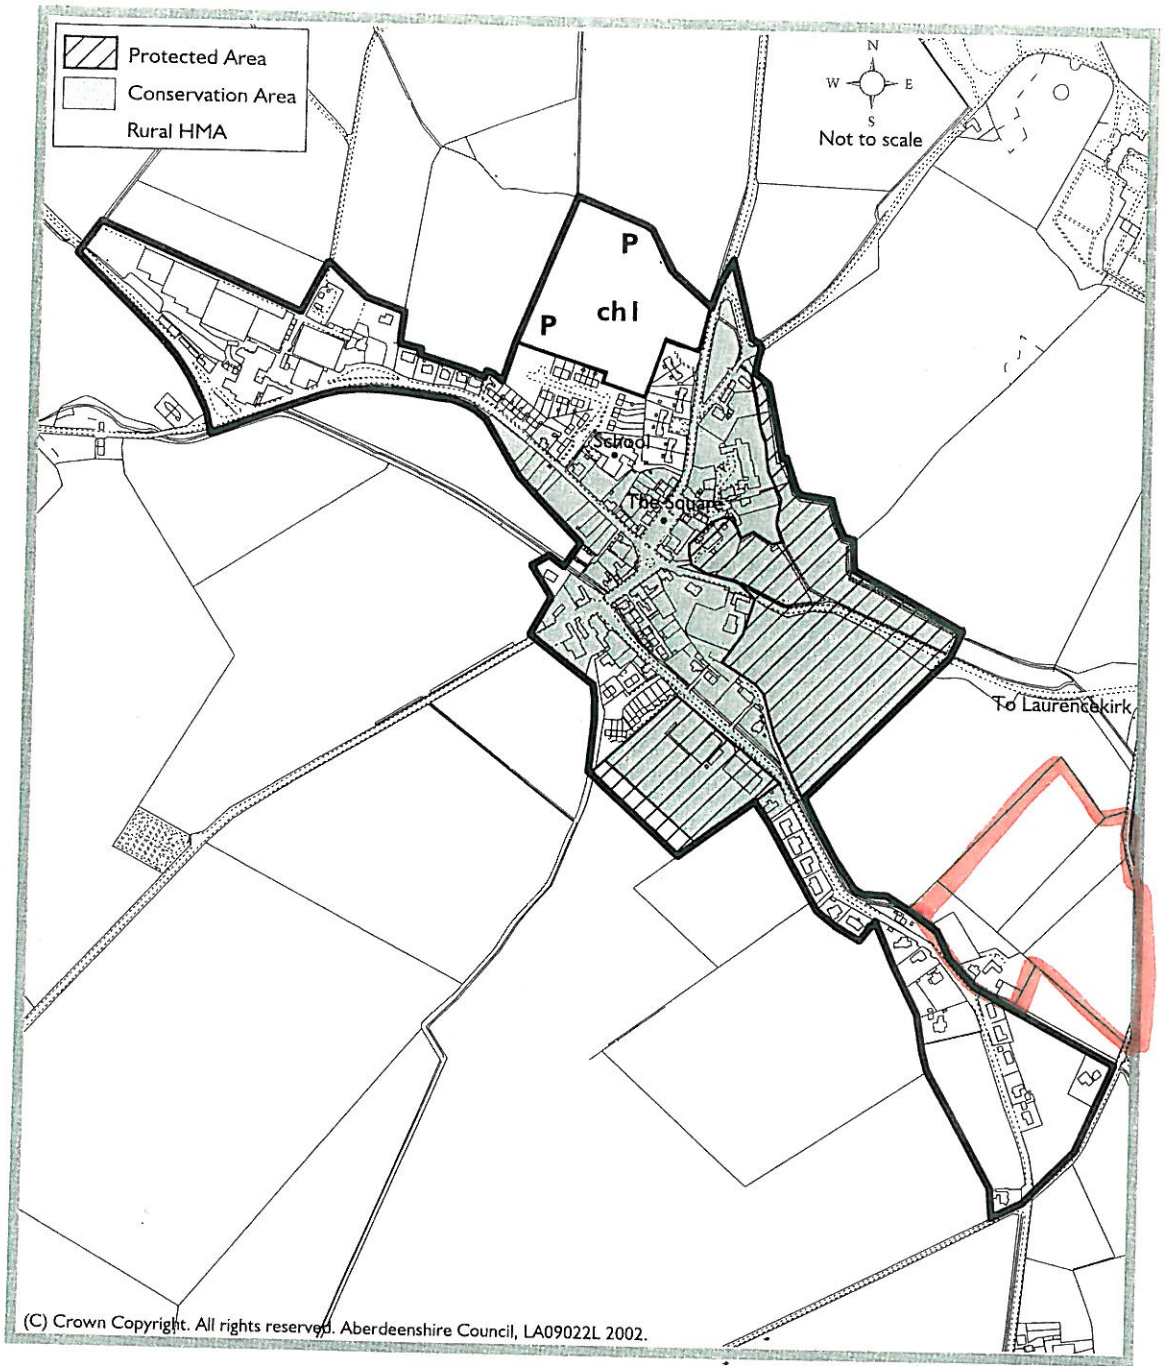 Protected Area
Conservation Area
Rural HMA
N
W E
S
Not to scale
P
ch1
P
School
The Square
To Laurencekirk
(C) Crown Copyright. All rights reserved. Aberdeenshire Council, LA09022L 2002.